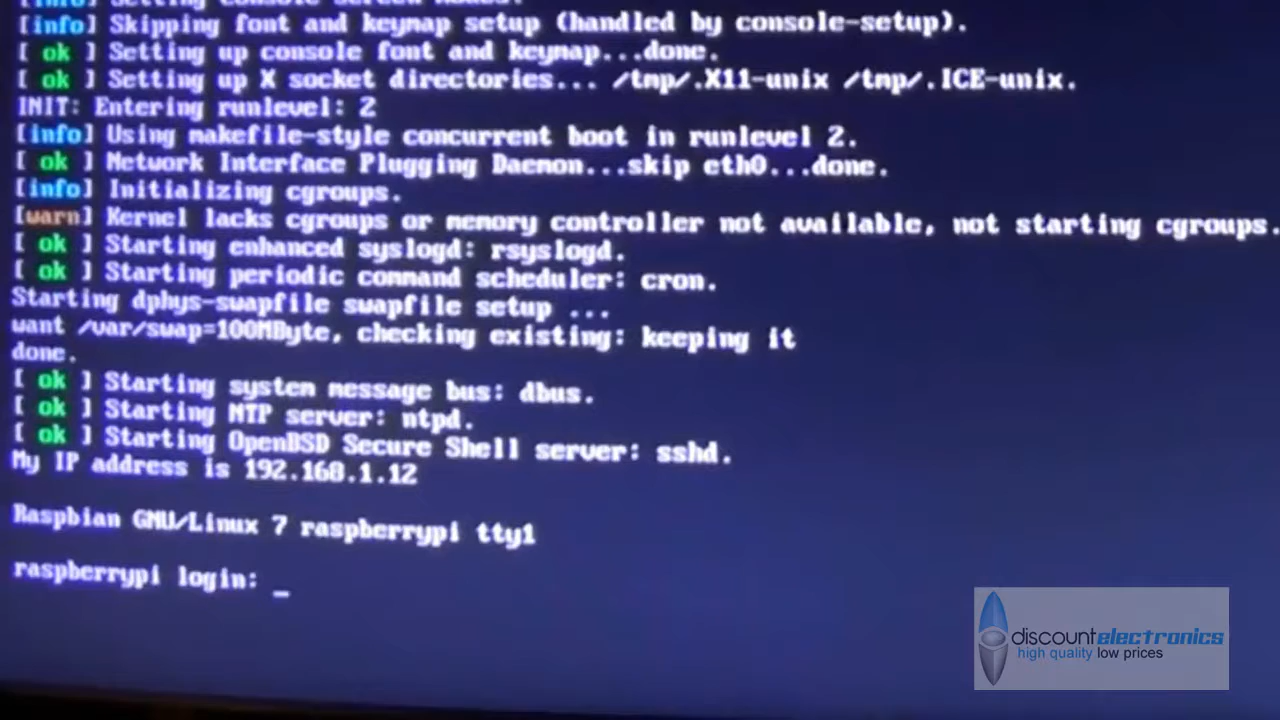 [info] Setting console screen modes.
[info] Skipping font and keymap setup (handled by console-setup).
[ ok ] Setting up console font and keymap...done.
[ ok ] Setting up X socket directories... /tmp/.X11-unix /tmp/.ICE-unix.
INIT: Entering runlevel: 2
[info] Using makefile-style concurrent boot in runlevel 2.
[ ok ] Network Interface Plugging Daemon...skip eth0...done.
[info] Initializing cgroups.
[warn] Kernel lacks cgroups or memory controller not available, not starting cgroups.
[ ok ] Starting enhanced syslogd: rsyslogd.
[ ok ] Starting periodic command scheduler: cron.
Starting dphys-swapfile swapfile setup ...
want /var/swap=100MByte, checking existing: keeping it
done.
[ ok ] Starting system message bus: dbus.
[ ok ] Starting NTP server: ntpd.
[ ok ] Starting OpenBSD Secure Shell server: sshd.
My IP address is 192.168.1.12
Raspbian GNU/Linux 7 raspberrypi tty1
raspberrypi login: _
discountelectronics
high quality low prices